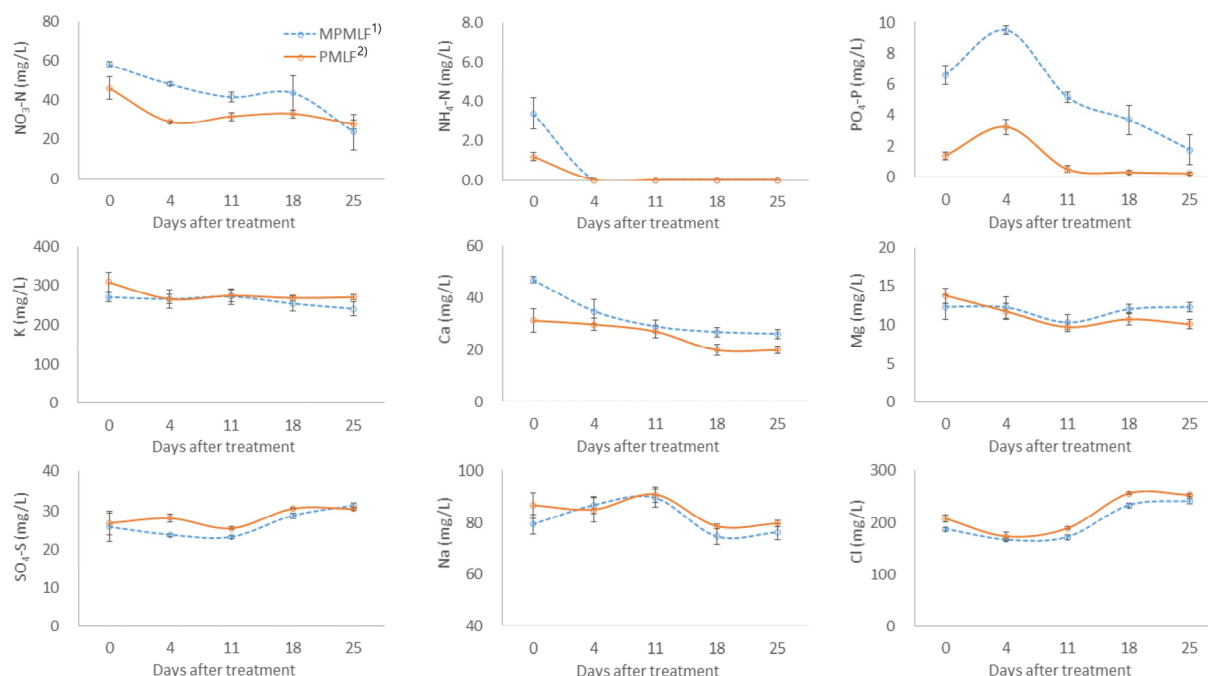 NO₃-N (mg/L)
80
60
40
20
0
MPMLF¹⁾
PMLF²⁾
0 4 11 18 25
Days after treatment
NH₄-N (mg/L)
8.0
6.0
4.0
2.0
0.0
0 4 11 18 25
Days after treatment
PO₄-P (mg/L)
10
8
6
4
2
0
0 4 11 18 25
Days after treatment
K (mg/L)
400
300
200
100
0
0 4 11 18 25
Days after treatment
Ca (mg/L)
60
40
20
0
0 4 11 18 25
Days after treatment
Mg (mg/L)
20
15
10
5
0
0 4 11 18 25
Days after treatment
SO₄-S (mg/L)
40
30
20
10
0
0 4 11 18 25
Days after treatment
Na (mg/L)
100
80
60
40
0 4 11 18 25
Days after treatment
Cl (mg/L)
300
200
100
0
0 4 11 18 25
Days after treatment